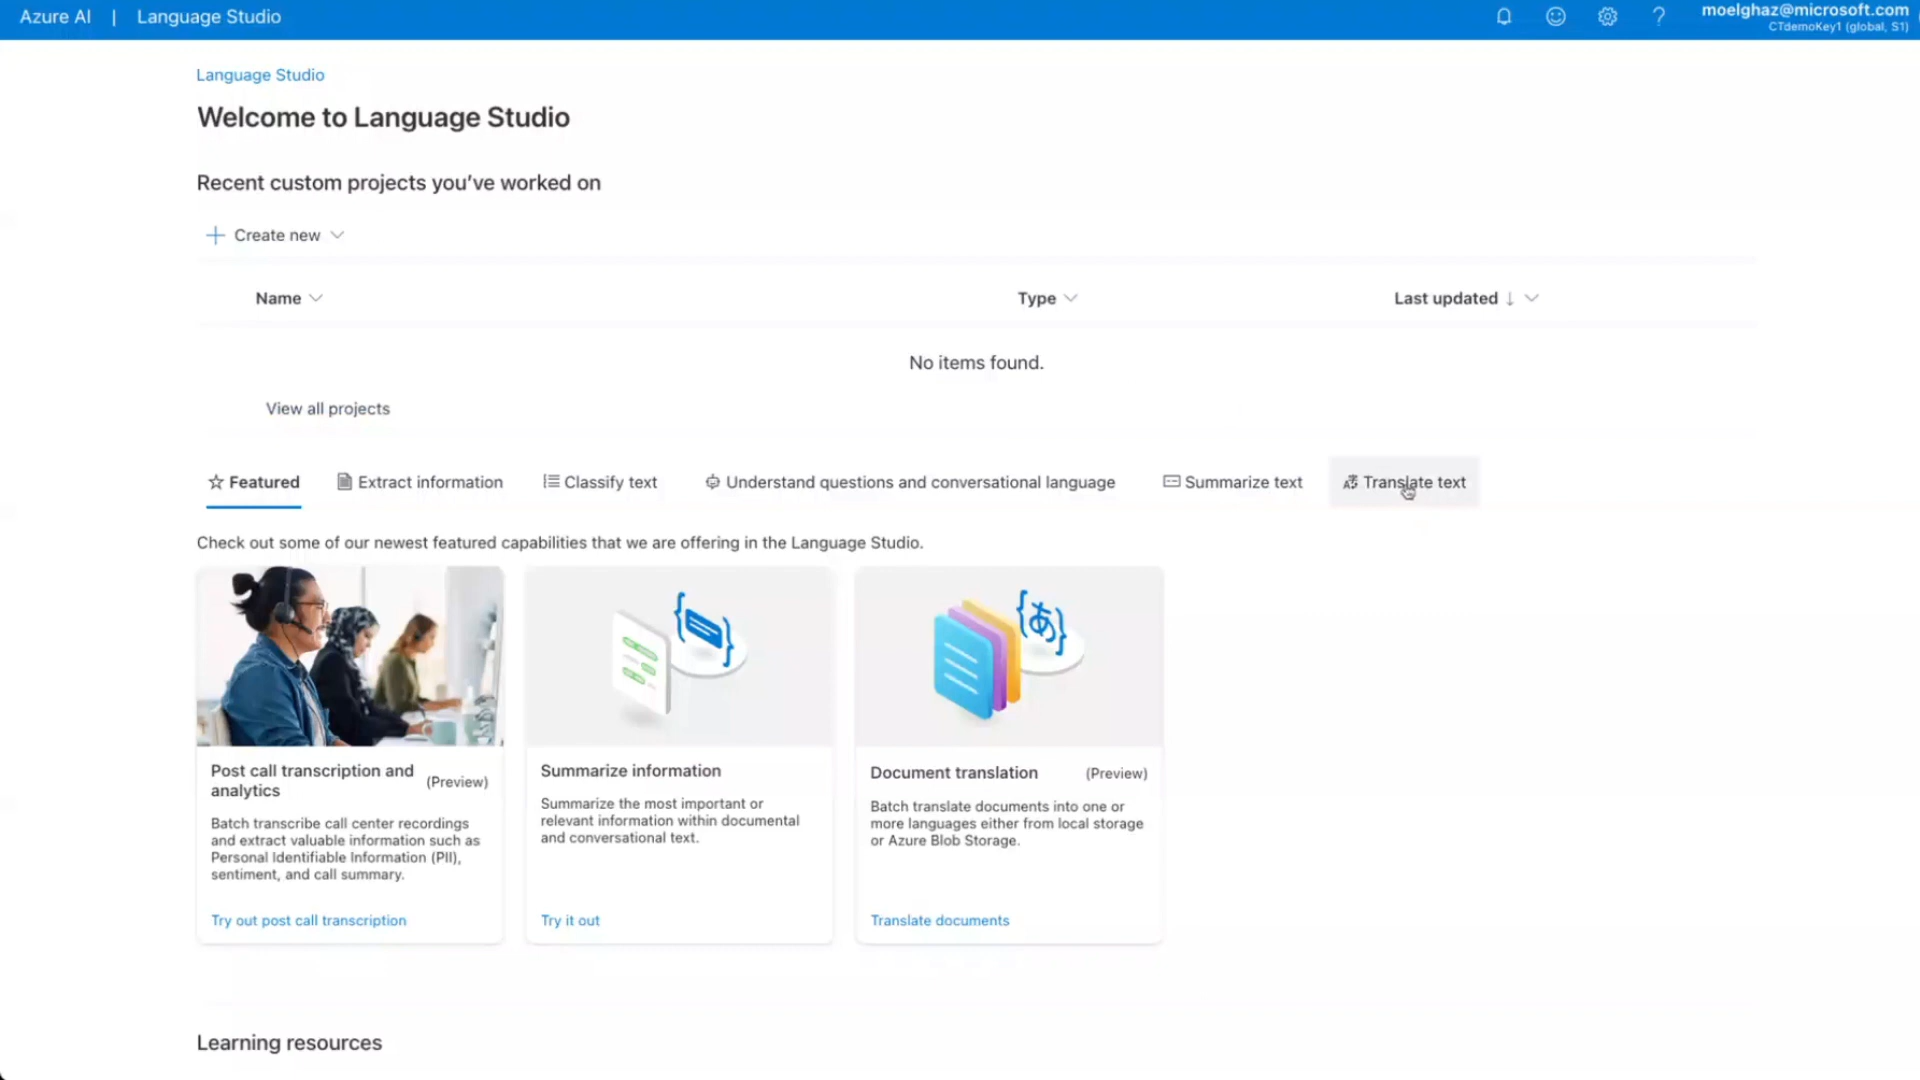 Azure AI | Language Studio
moelghaz@microsoft.com
CTdemoKey1 (global, S1)
Language Studio
Welcome to Language Studio
Recent custom projects you’ve worked on
Create new
Name Type Last updated ↓
No items found.
View all projects
Featured Extract information Classify text Understand questions and conversational language Summarize text Translate text
Check out some of our newest featured capabilities that we are offering in the Language Studio.
Post call transcription and
analytics
(Preview)
Batch transcribe call center recordings
and extract valuable information such as
Personal Identifiable Information (PII),
sentiment, and call summary.
Try out post call transcription
Summarize information
Summarize the most important or
relevant information within documental
and conversational text.
Try it out
{あ}
Document translation (Preview)
Batch translate documents into one or
more languages either from local storage
or Azure Blob Storage.
Translate documents
Learning resources